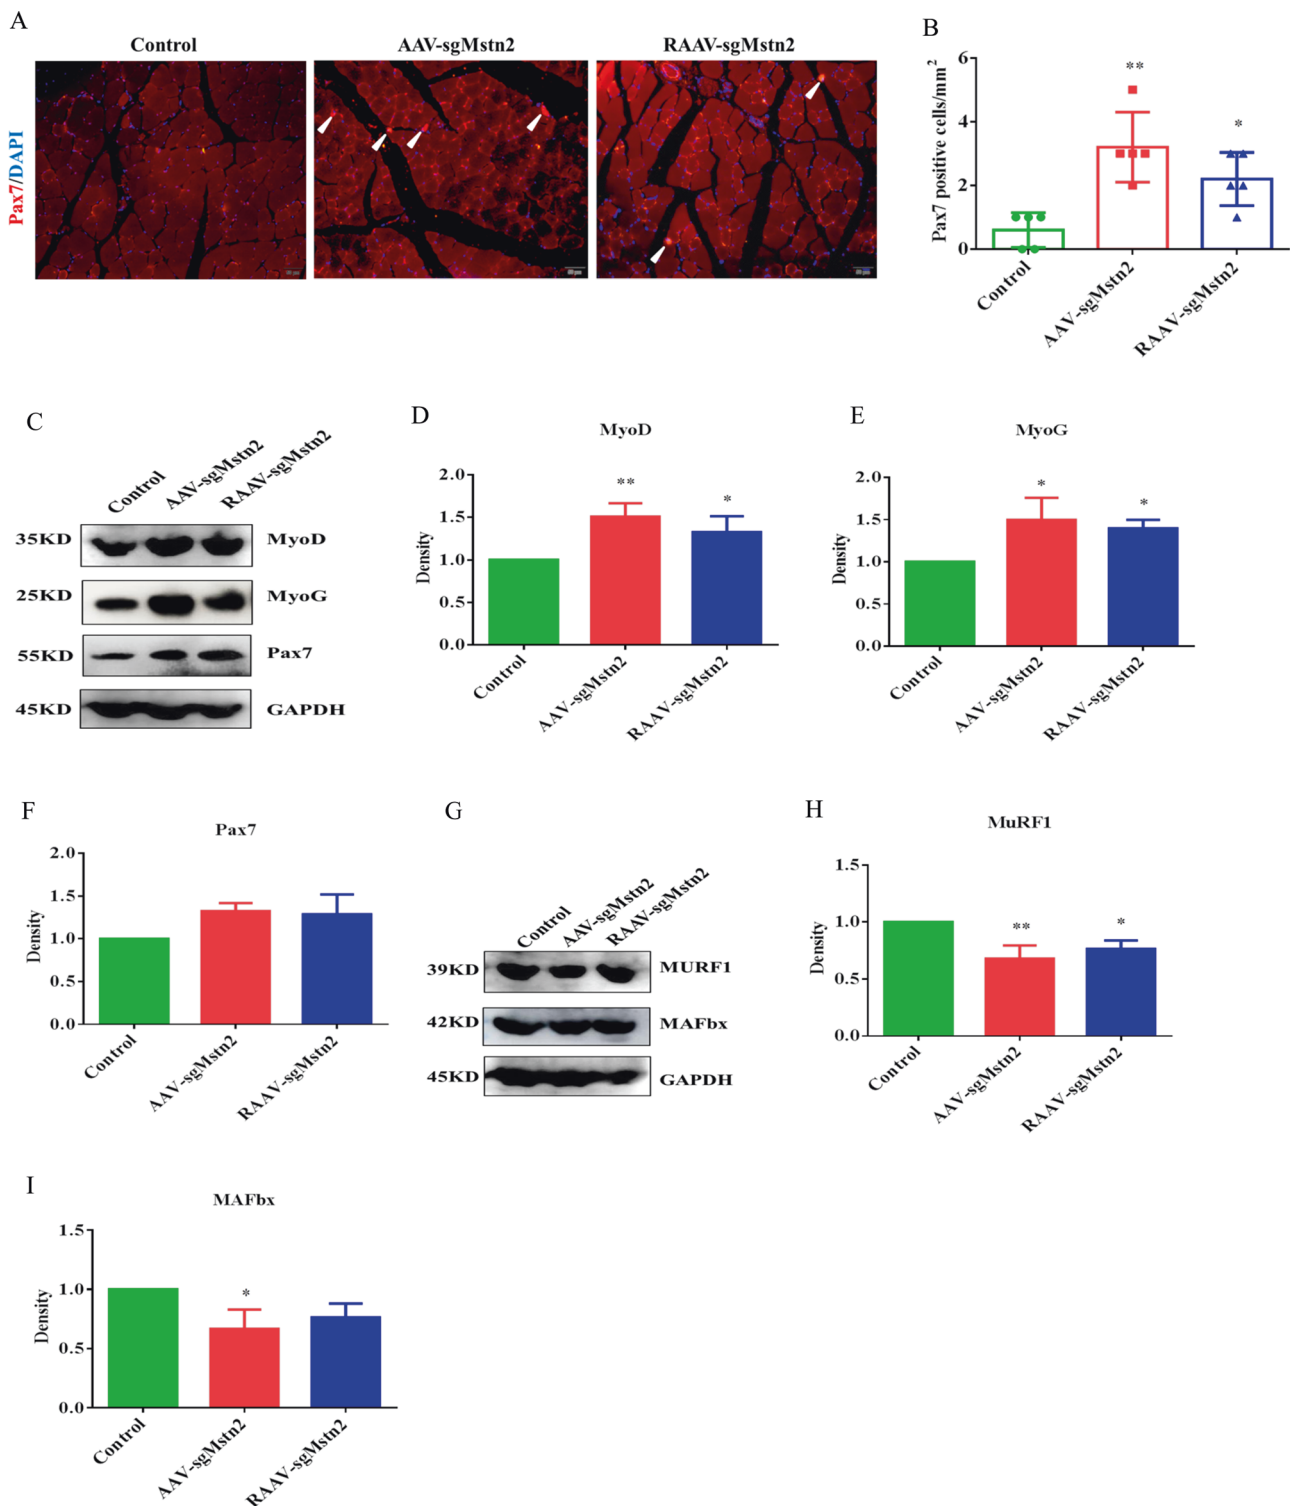 A
Control
AAV-sgMstn2
RAAV-sgMstn2
Pax7/DAPI
B
Pax7 positive cells/mm2
6
4
2
0
**
*
Control
AAV-sgMstn2
RAAV-sgMstn2
C
Control
AAV-sgMstn2
RAAV-sgMstn2
35KD
MyoD
25KD
MyoG
55KD
Pax7
45KD
GAPDH
D
MyoD
Density
2.0
1.5
1.0
0.5
0.0
**
*
Control
AAV-sgMstn2
RAAV-sgMstn2
E
MyoG
Density
2.0
1.5
1.0
0.5
0.0
*
*
Control
AAV-sgMstn2
RAAV-sgMstn2
F
Pax7
Density
2.0
1.5
1.0
0.5
0.0
Control
AAV-sgMstn2
RAAV-sgMstn2
G
Control
AAV-sgMstn2
RAAV-sgMstn2
39KD
MURF1
42KD
MAFbx
45KD
GAPDH
H
MuRF1
Density
1.5
1.0
0.5
0.0
**
*
Control
AAV-sgMstn2
RAAV-sgMstn2
I
MAFbx
Density
1.5
1.0
0.5
0.0
*
Control
AAV-sgMstn2
RAAV-sgMstn2